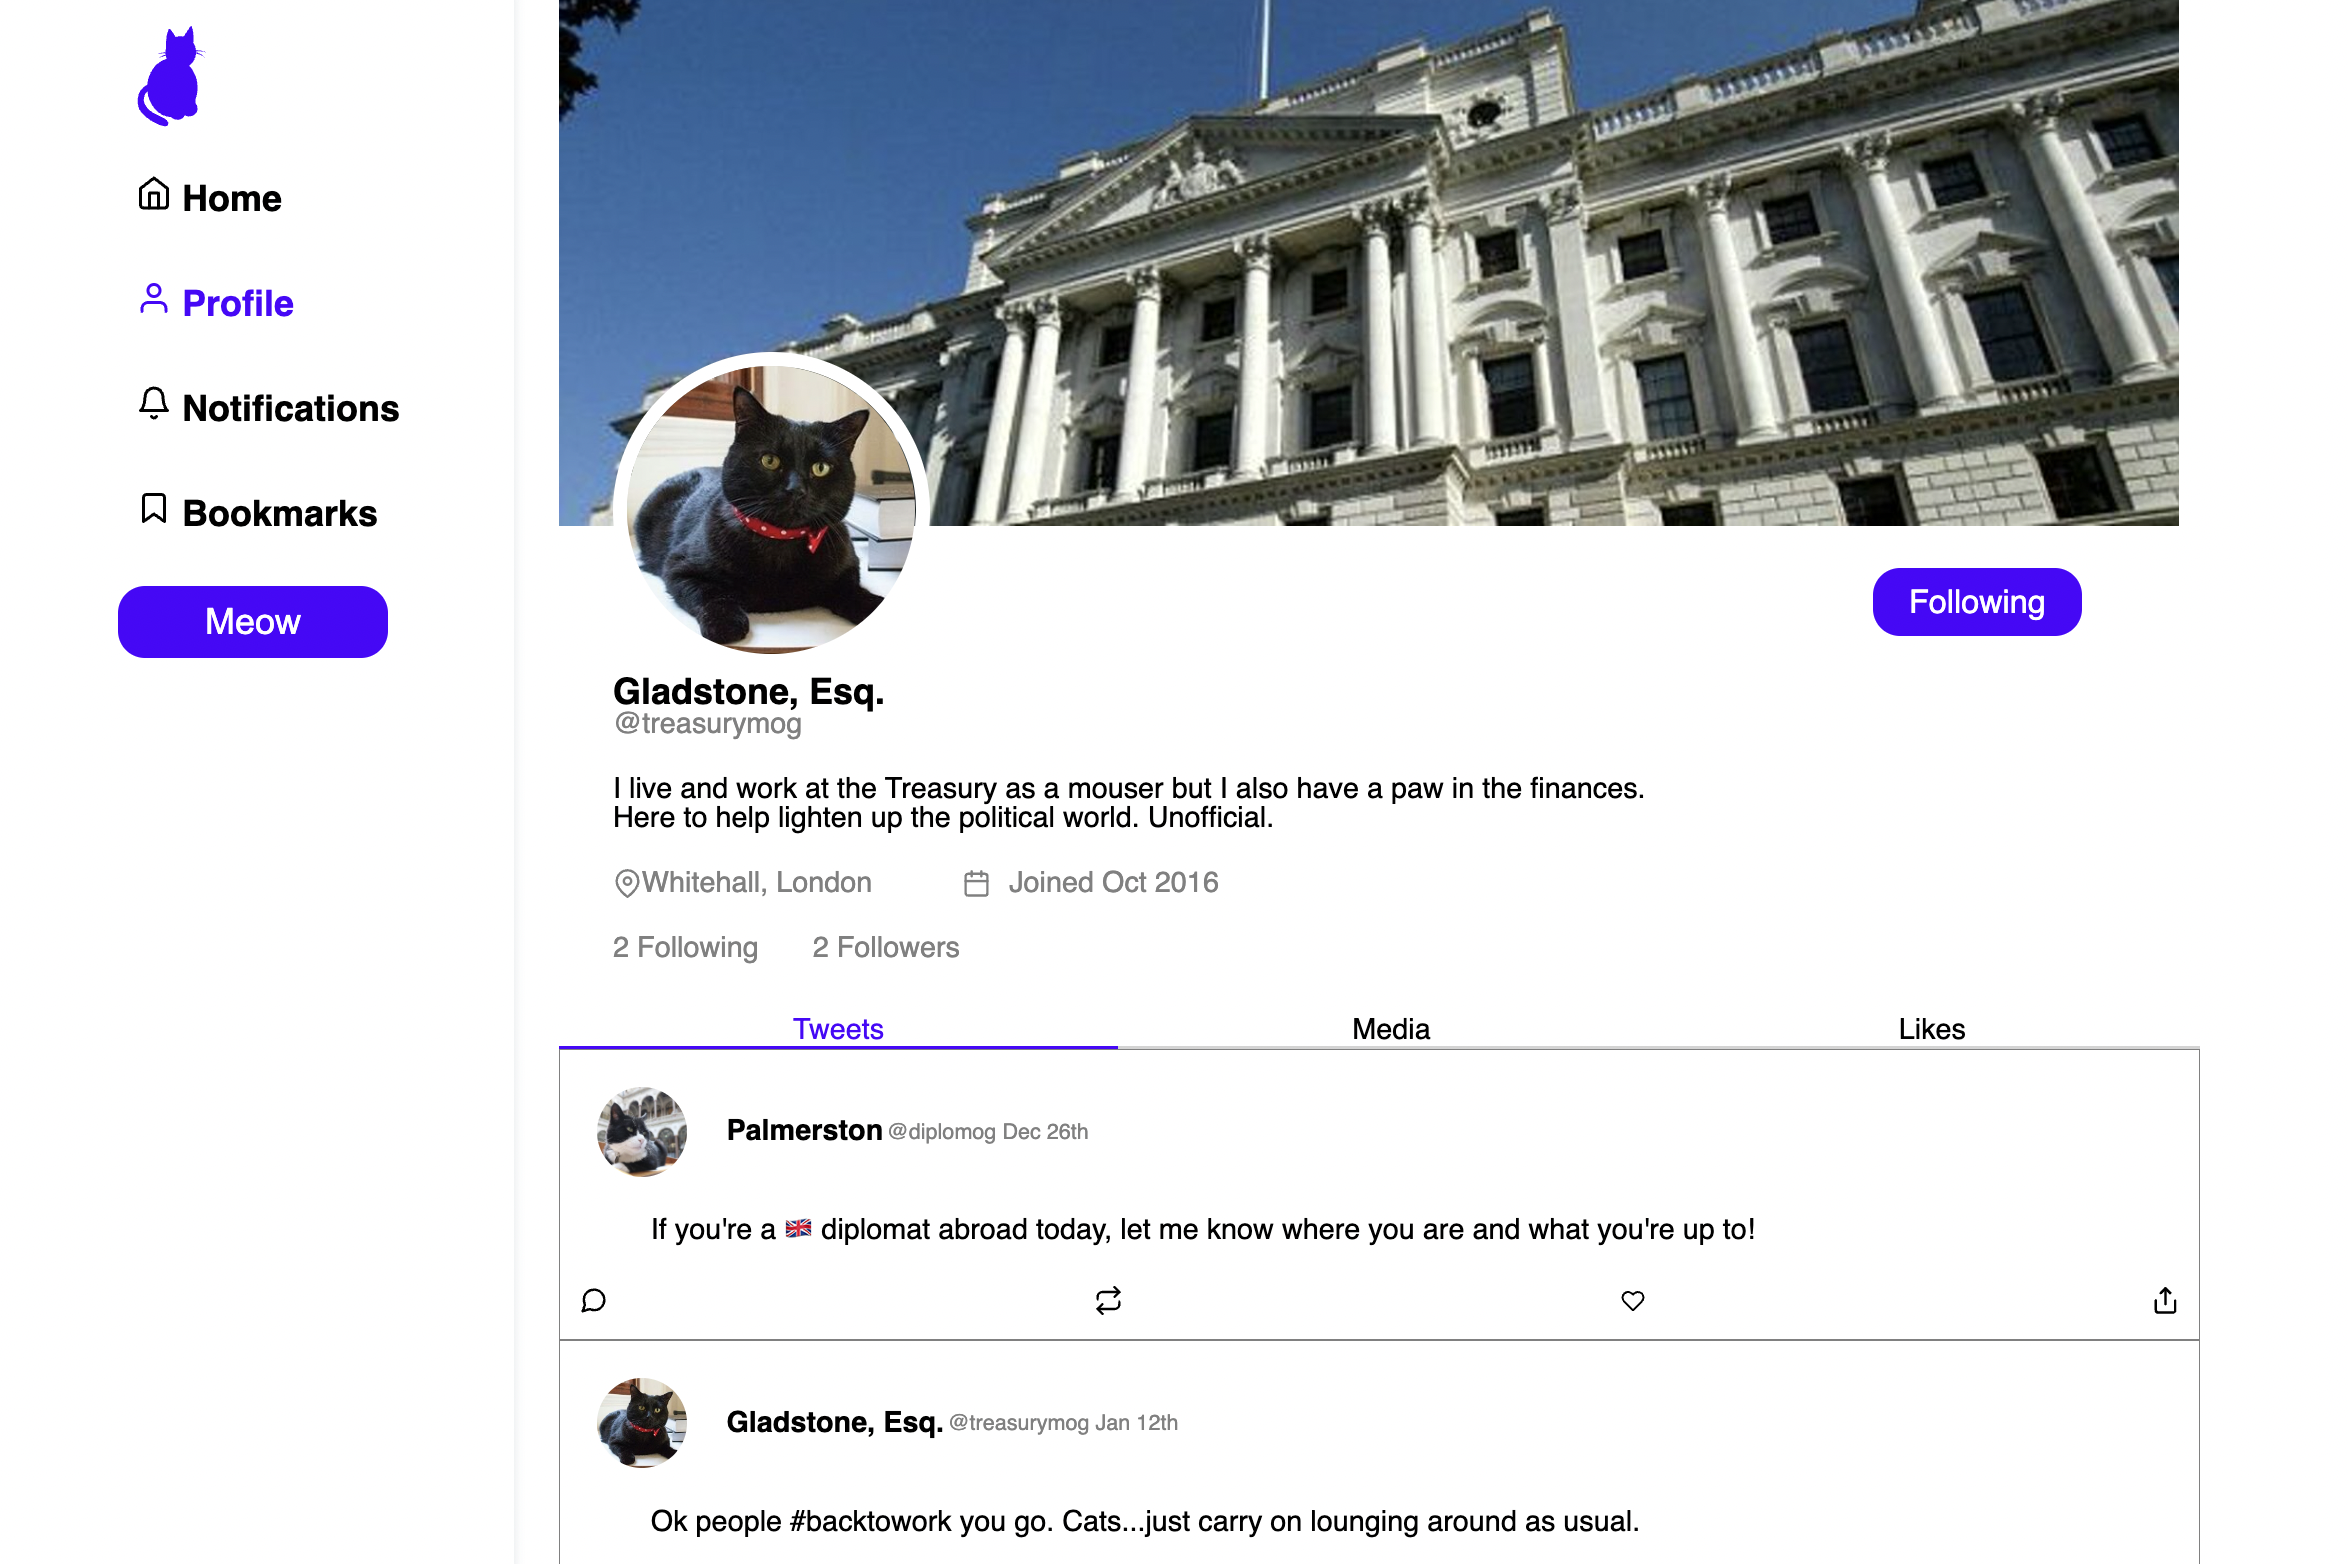 Home
Profile
Notifications
Bookmarks
Meow
Following
Gladstone, Esq.
@treasurymog
I live and work at the Treasury as a mouser but I also have a paw in the finances.
Here to help lighten up the political world. Unofficial.
Whitehall, London Joined Oct 2016
2 Following 2 Followers
Tweets Media Likes
Palmerston @diplomog Dec 26th
If you're a 🇬🇧 diplomat abroad today, let me know where you are and what you're up to!
Gladstone, Esq. @treasurymog Jan 12th
Ok people #backtowork you go. Cats...just carry on lounging around as usual.